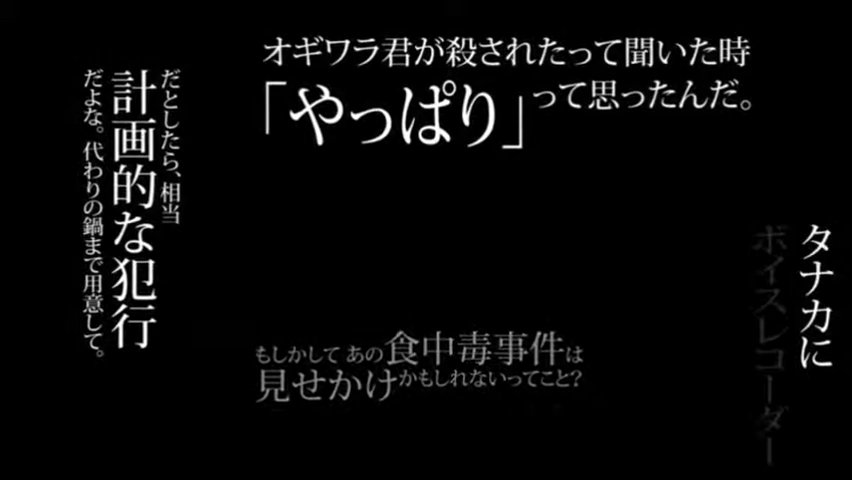 オギワラ君が殺されたって聞いた時
「やっぱり」って思ったんだ。
だとしたら、相当
計画的な犯行
だよな。代わりの鍋まで用意して。
もしかして あの食中毒事件は
見せかけかもしれないってこと?
タナカに
ボイスレコーダー